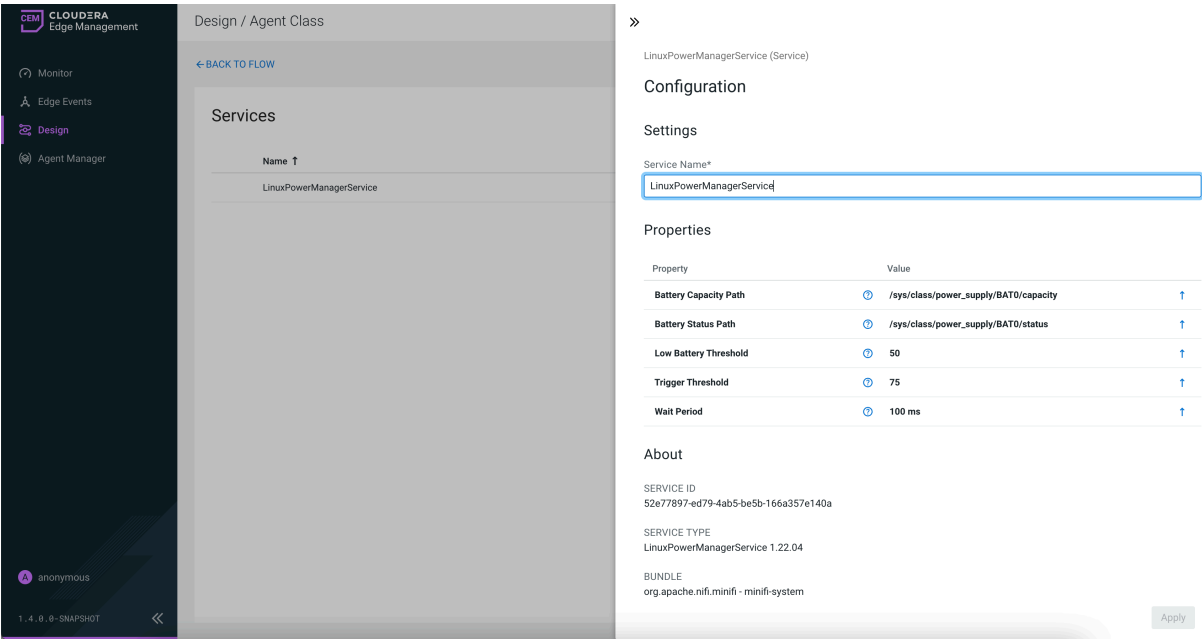 CEM CLOUDERA
Edge Management
Monitor
Edge Events
Design
Agent Manager
A anonymous
1.4.0.0-SNAPSHOT
Design / Agent Class
BACK TO FLOW
Services
Name
LinuxPowerManagerService
LinuxPowerManagerService (Service)
Configuration
Settings
Service Name*
LinuxPowerManagerService
Properties
Property Value
Battery Capacity Path /sys/class/power_supply/BAT0/capacity
Battery Status Path /sys/class/power_supply/BAT0/status
Low Battery Threshold 50
Trigger Threshold 75
Wait Period 100 ms
About
SERVICE ID
52e77897-ed79-4ab5-be5b-166a357e140a
SERVICE TYPE
LinuxPowerManagerService 1.22.04
BUNDLE
org.apache.nifi.minifi - minifi-system
Apply